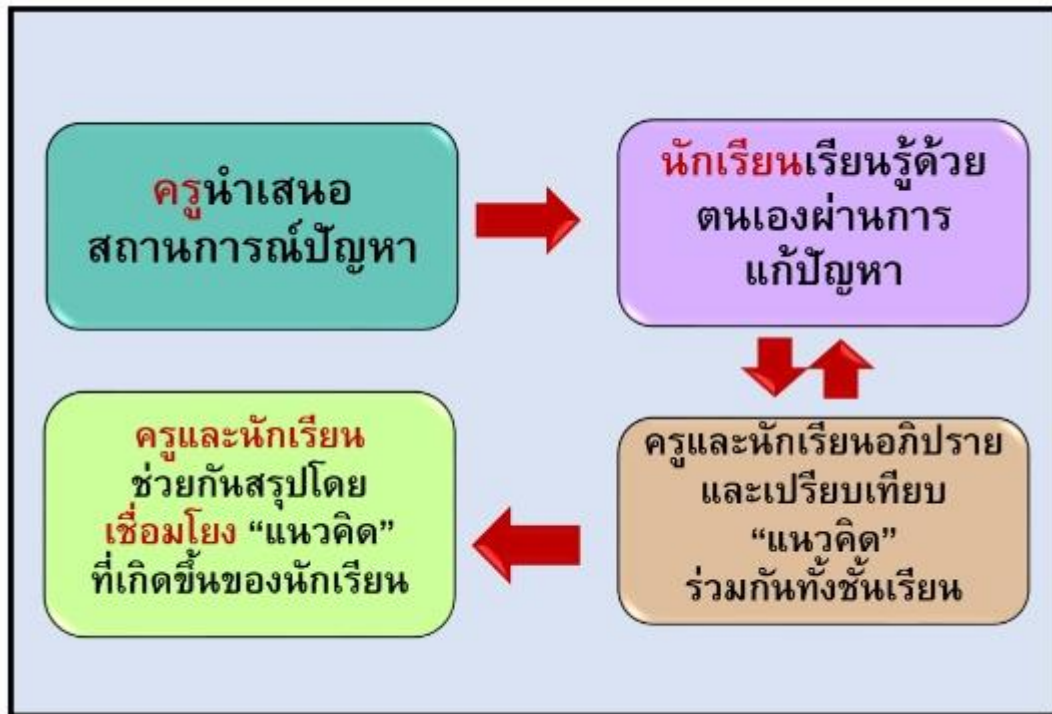 ครูนำเสนอ
สถานการณ์ปัญหา
นักเรียนเรียนรู้ด้วย
ตนเองผ่านการ
แก้ปัญหา
ครูและนักเรียนอภิปราย
และเปรียบเทียบ
“แนวคิด”
ร่วมกันทั้งชั้นเรียน
ครูและนักเรียน
ช่วยกันสรุปโดย
เชื่อมโยง “แนวคิด”
ที่เกิดขึ้นของนักเรียน